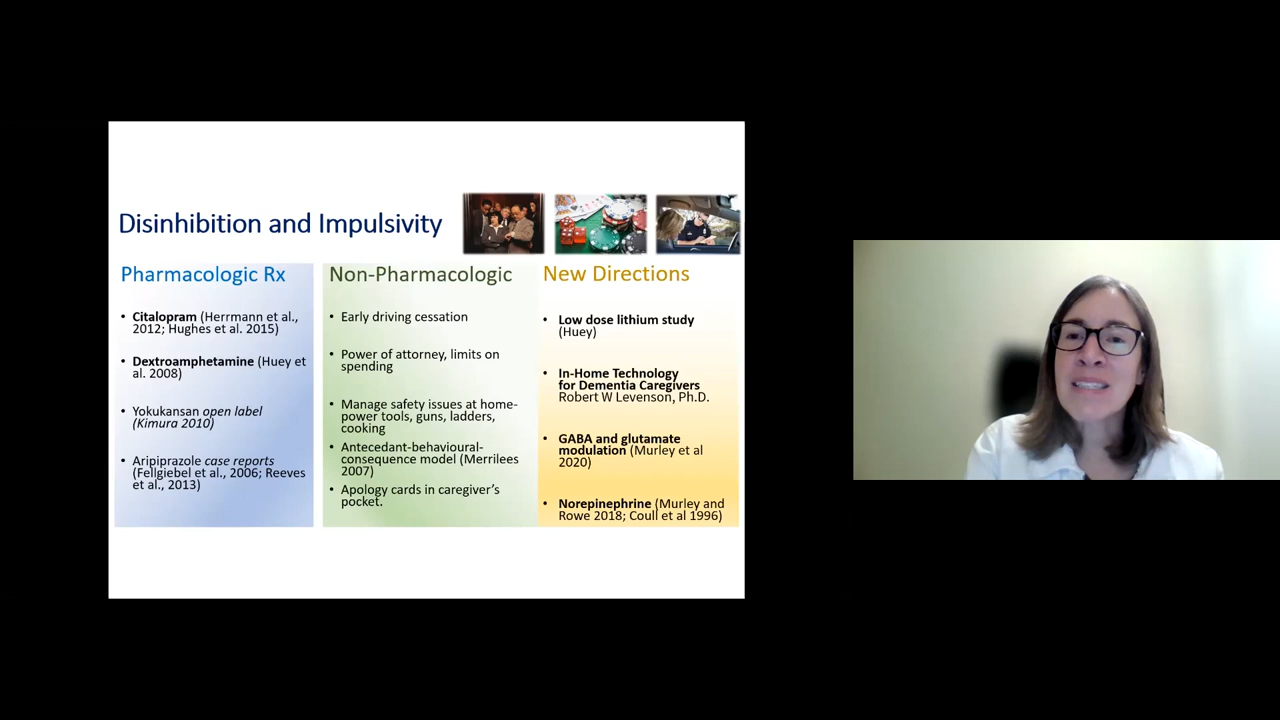 Disinhibition and Impulsivity
Pharmacologic Rx
• Citalopram (Herrmann et al.,
2012; Hughes et al. 2015)
• Dextroamphetamine (Huey et
al. 2008)
• Yokukansan open label
(Kimura 2010)
• Aripiprazole case reports
(Fellgiebel et al., 2006; Reeves
et al., 2013)
Non-Pharmacologic
• Early driving cessation
• Power of attorney, limits on
spending
• Manage safety issues at home-
power tools, guns, ladders,
cooking
• Antecedant-behavioural-
consequence model (Merrilees
2007)
• Apology cards in caregiver’s
pocket.
New Directions
• Low dose lithium study
(Huey)
• In-Home Technology
for Dementia Caregivers
Robert W Levenson, Ph.D.
• GABA and glutamate
modulation (Murley et al
2020)
• Norepinephrine (Murley and
Rowe 2018; Coull et al 1996)